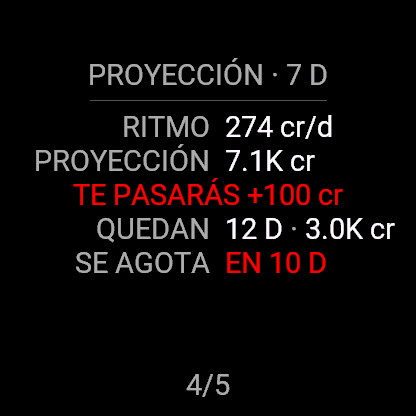 PROYECCIÓN · 7 D
RITMO 274 cr/d
PROYECCIÓN 7.1K cr
TE PASARÁS +100 cr
QUEDAN 12 D · 3.0K cr
SE AGOTA EN 10 D
4/5